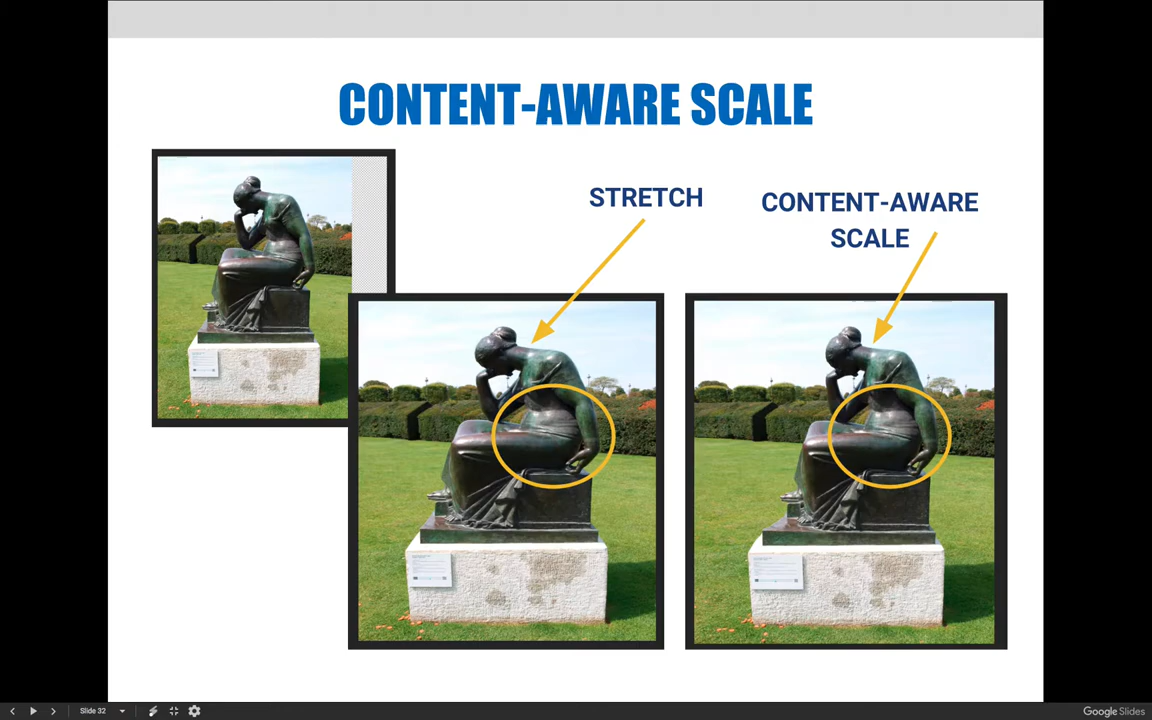 CONTENT-AWARE SCALE
STRETCH
CONTENT-AWARE
SCALE
Slide 32
Google Slides